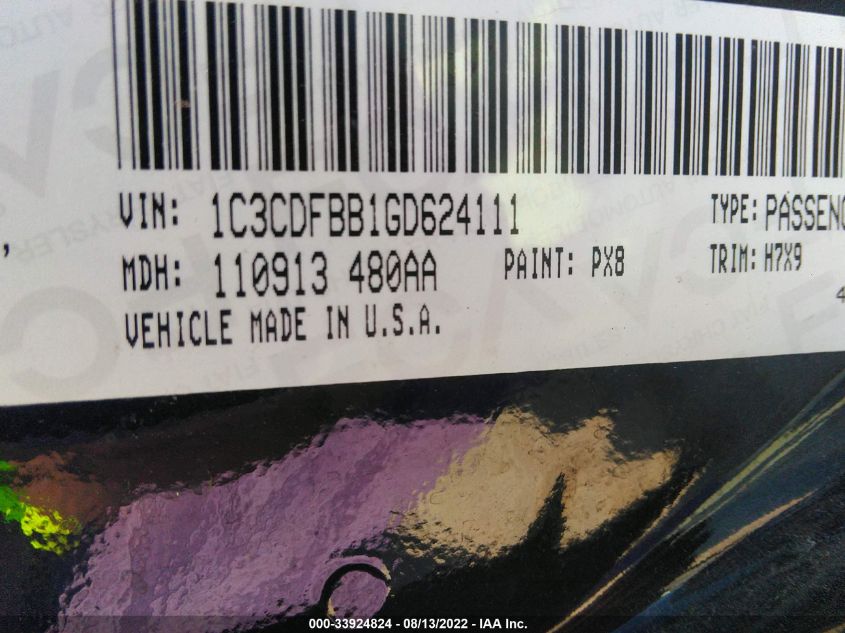 VIN: 1C3CDFBB1GD624111 TYPE: PASSENG
MDH: 110913 480AA PAINT: PX8 TRIM: H7X9
4
VEHICLE MADE IN U.S.A.
000-33924824 - 08/13/2022 - IAA Inc.